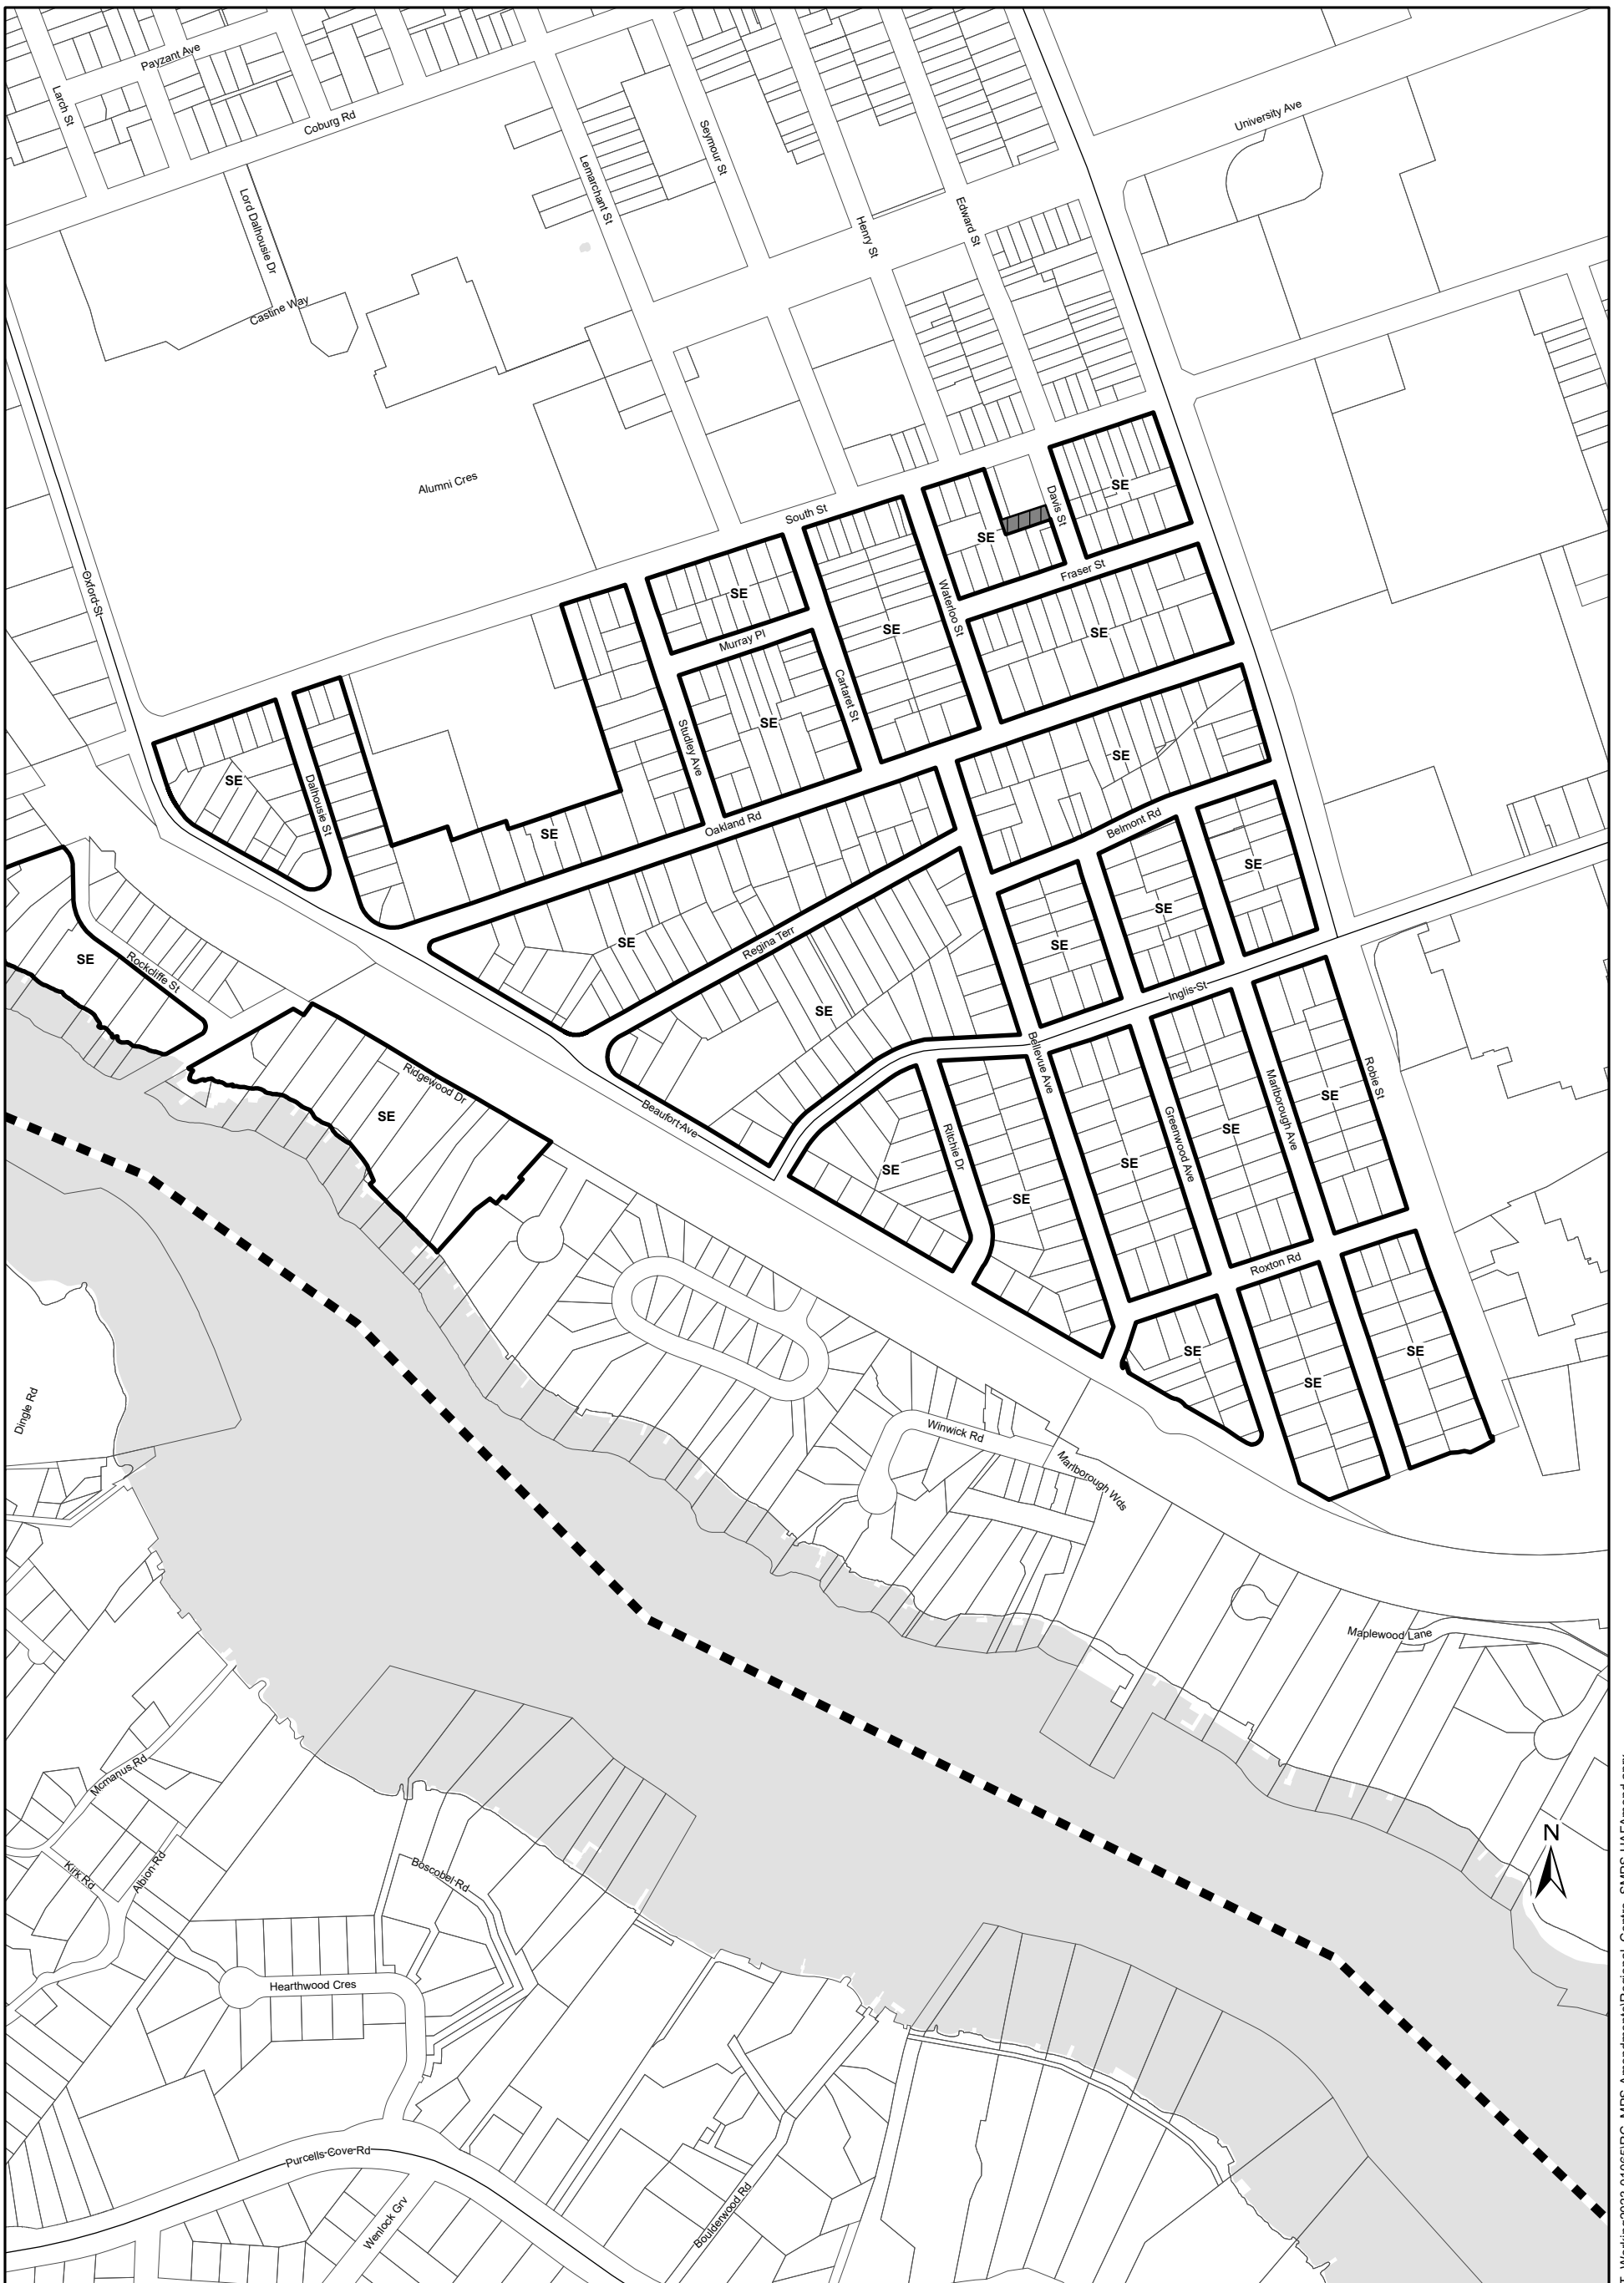 Payzant Ave
Larch St
Coburg Rd
University Ave
Seymour St
Lemarchant St
Lord Dalhousie Dr
Henry St
Edward St
Castine Way
Alumni Cres
South St
SE
Davis St
SE
Fraser St
Oxford St
SE
Waterloo St
SE
SE
Murray Pl
Cartaret St
SE
Studley Ave
SE
SE
Dalhousie St
Oakland Rd
SE
Belmont Rd
SE
SE
SE
SE
Regina Terr
SE
Rockcliffe St
SE
Inglis St
SE
Bellevue Ave
Ridgewood Dr
SE
Beaufort Ave
Robie St
Marlborough Ave
SE
Greenwood Ave
SE
Ritchie Dr
SE
SE
SE
Roxton Rd
SE
SE
SE
Dingle Rd
Winwick Rd
Marlborough Wds
Maplewood Lane
Mcmanus Rd
N
Kirk Rd
Albion Rd
Boscobel Rd
Hearthwood Cres
Purcells Cove Rd
Wenlock Grv
Boulderwood Rd